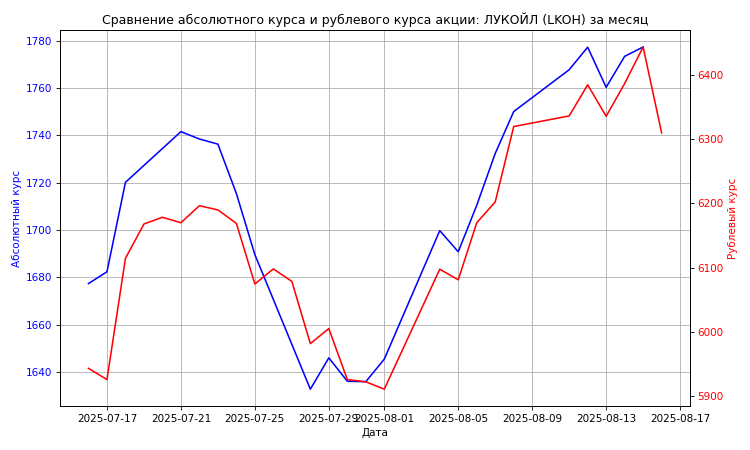 Сравнение абсолютного курса и рублевого курса акции: ЛУКОЙЛ (LKOH) за месяц
Абсолютный курс
1780
1760
1740
1720
1700
1680
1660
1640
6400
6300
6200
6100
6000
5900
Рублевый курс
2025-07-17 2025-07-21 2025-07-25 2025-07-29 2025-08-01 2025-08-05 2025-08-09 2025-08-13 2025-08-17
Дата